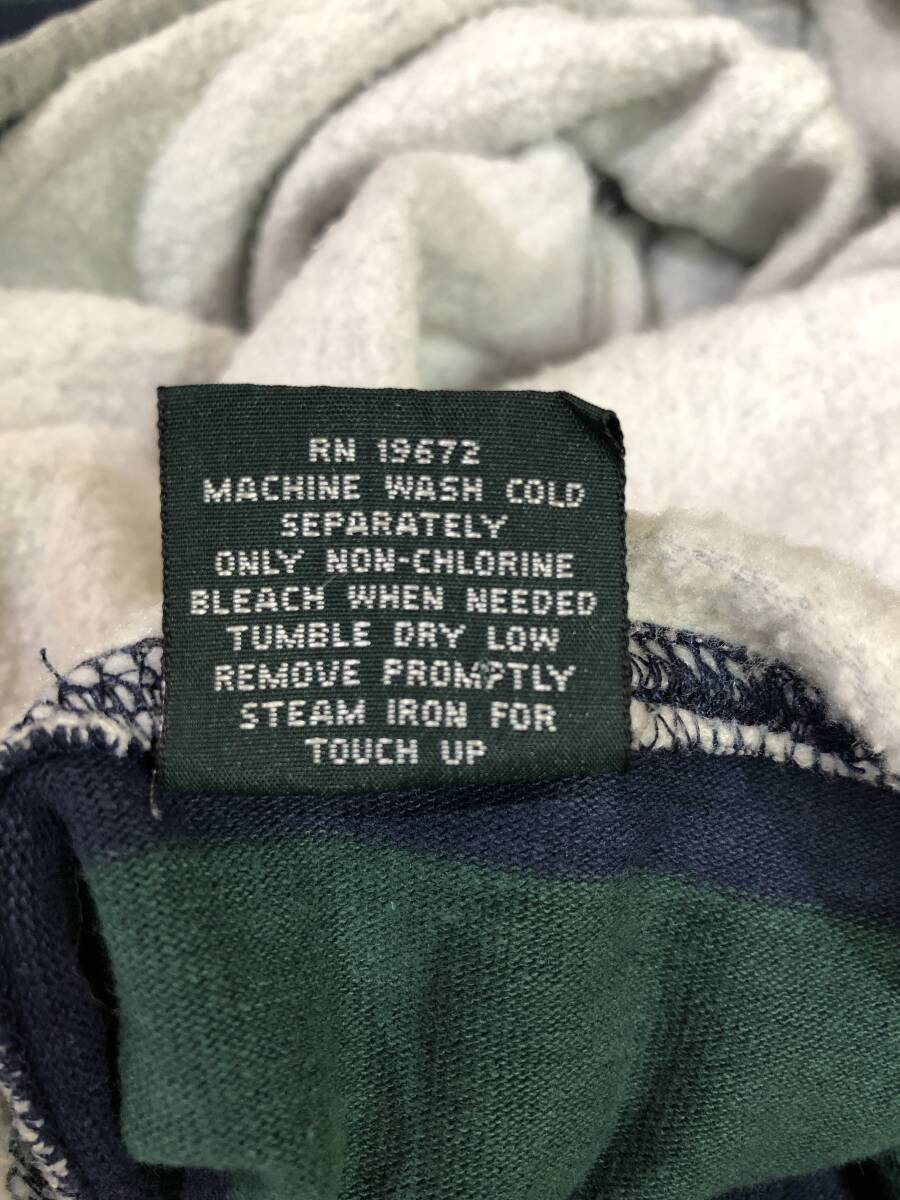 RN 19672
MACHINE WASH COLD
SEPARATELY
ONLY NON-CHLORINE
BLEACH WHEN NEEDED
TUMBLE DRY LOW
REMOVE PROMPTLY
STEAM IRON FOR
TOUCH UP